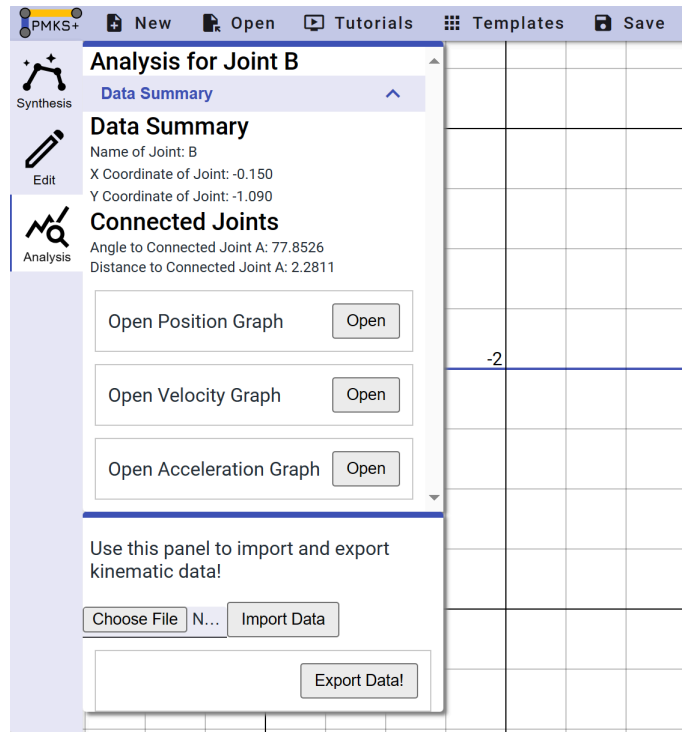 PMKS+ New Open Tutorials Templates Save
Synthesis
Edit
Analysis
Analysis for Joint B
Data Summary
Data Summary
Name of Joint: B
X Coordinate of Joint: -0.150
Y Coordinate of Joint: -1.090
Connected Joints
Angle to Connected Joint A: 77.8526
Distance to Connected Joint A: 2.2811
Open Position Graph Open
Open Velocity Graph Open
Open Acceleration Graph Open
Use this panel to import and export
kinematic data!
Choose File N... Import Data
Export Data!
-2